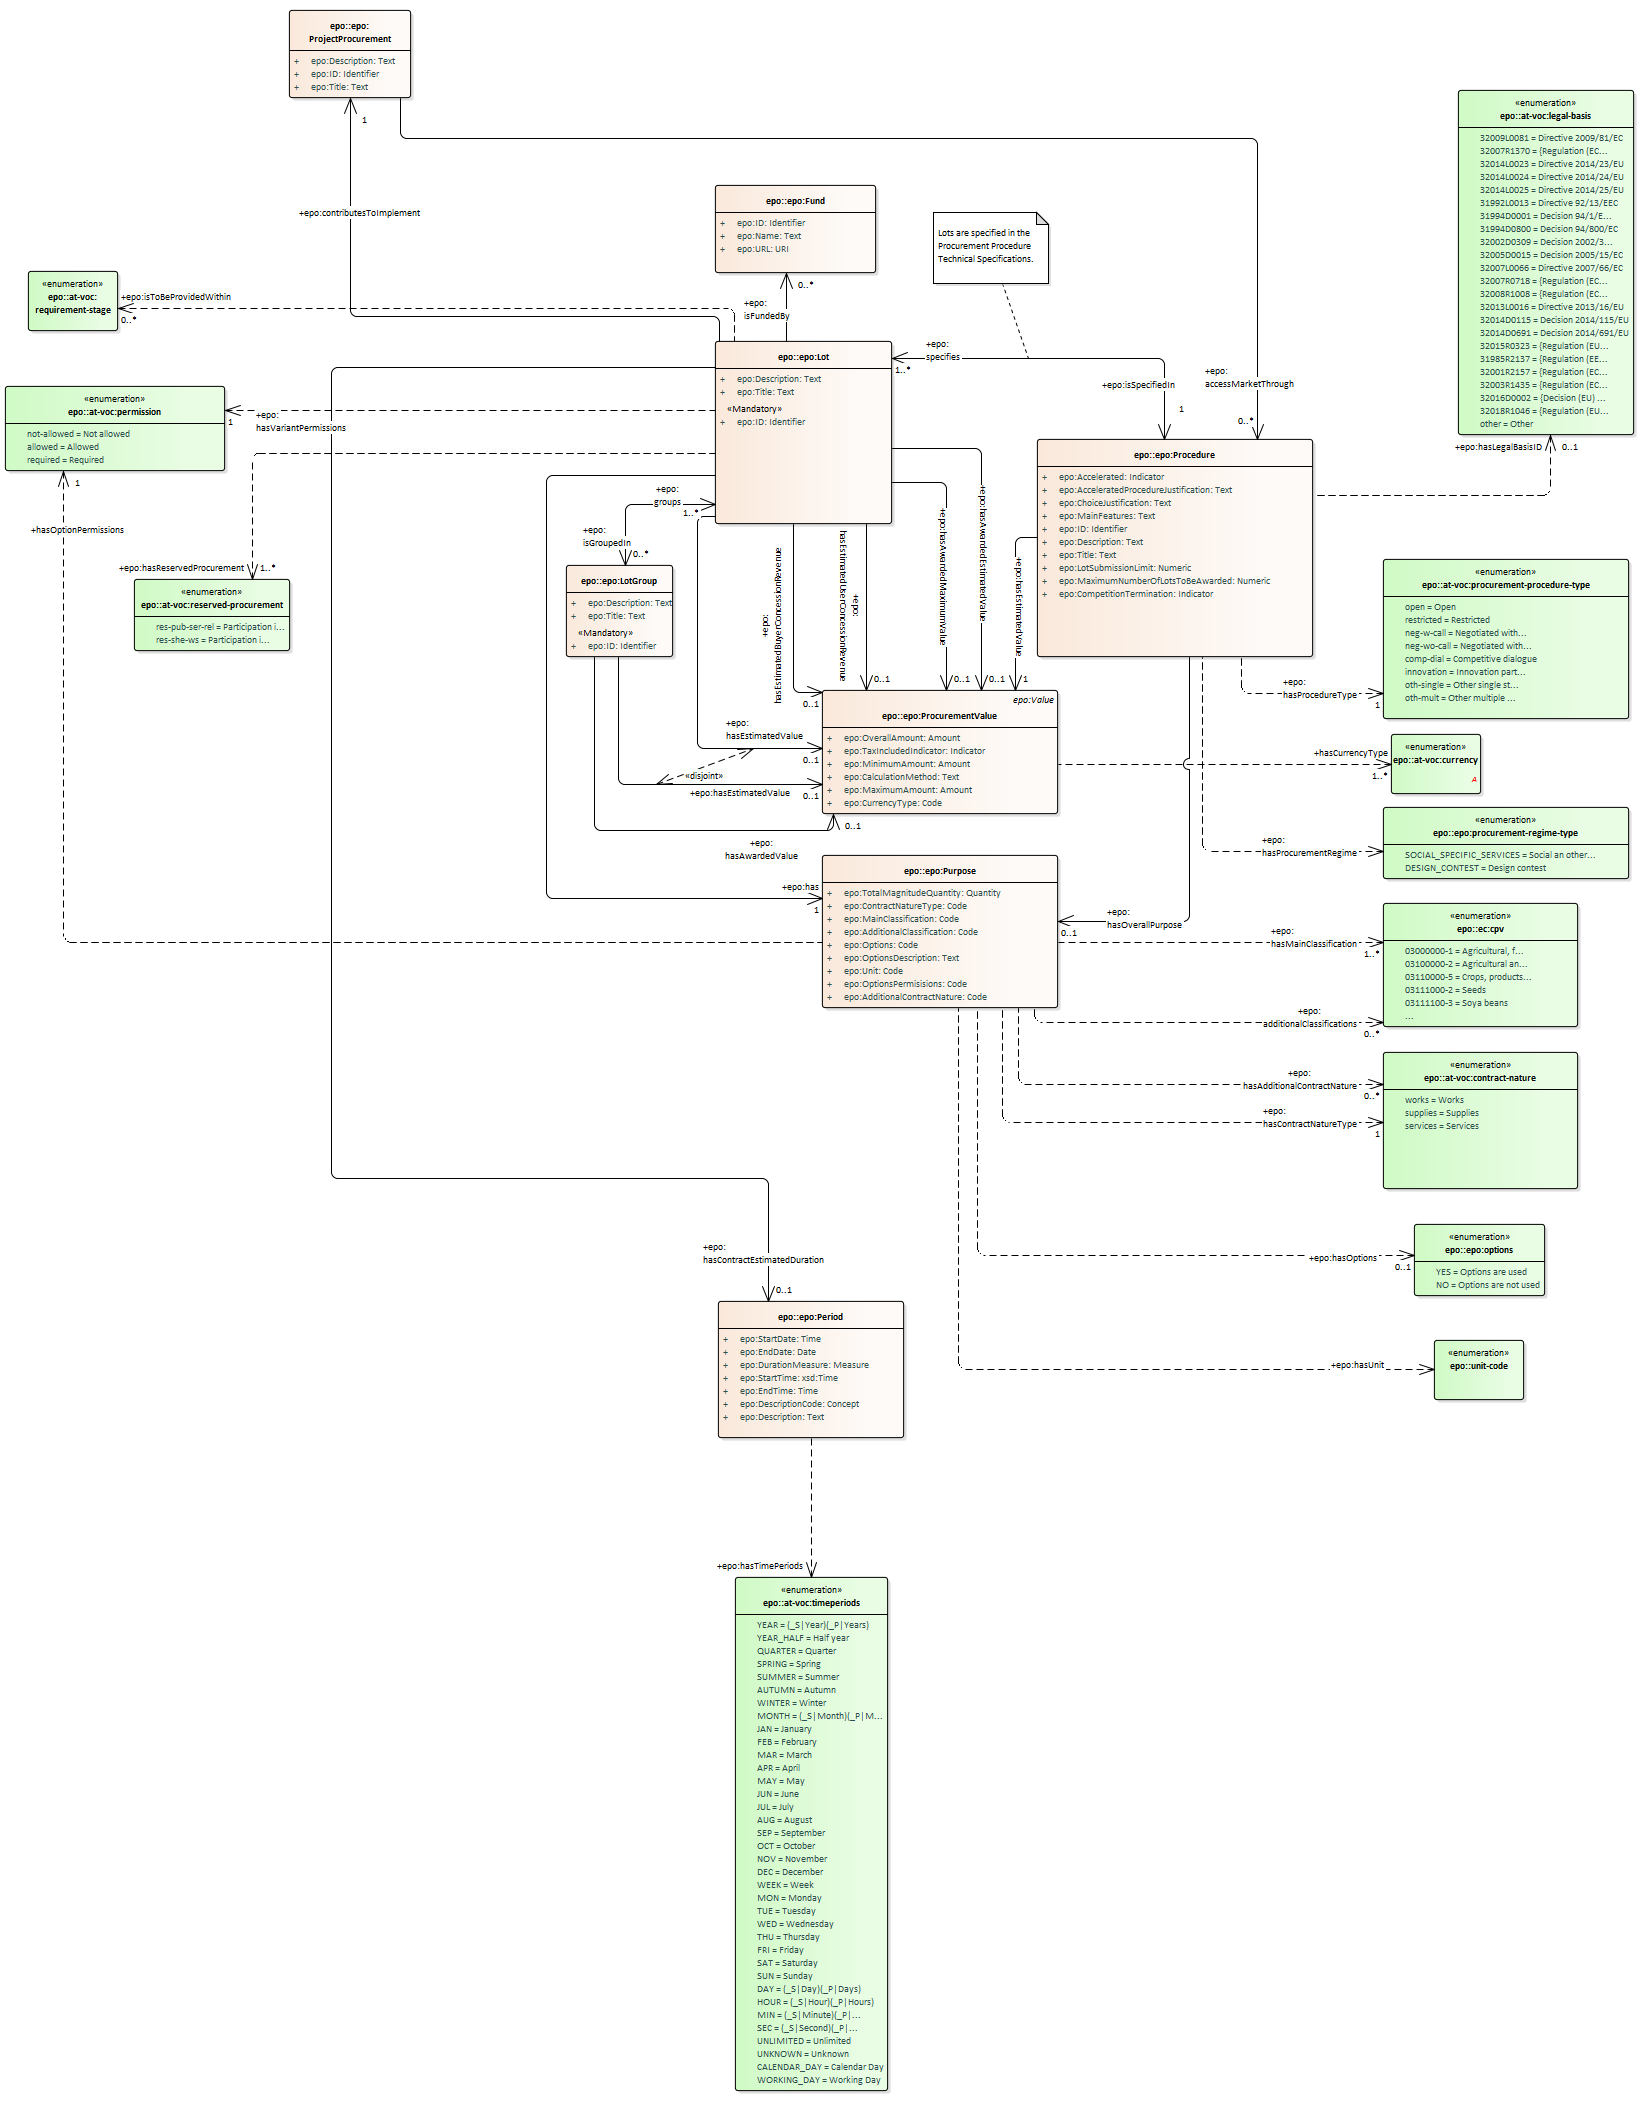 epo::epo:
ProjectProcurement
+ epo:Description: Text
+ epo:ID: Identifier
+ epo:Title: Text
1
+epo:contributesToImplement
epo::epo:Fund
+ epo:ID: Identifier
+ epo:Name: Text
+ epo:URL: URI
0..*
+epo:
isFundedBy
Lots are specified in the
Procurement Procedure
Technical Specifications.
«enumeration»
epo::at-voc:legal-basis
32009L0081 = Directive 2009/81/EC
32007R1370 = {Regulation (EC...
32014L0023 = Directive 2014/23/EU
32014L0024 = Directive 2014/24/EU
32014L0025 = Directive 2014/25/EU
31992L0013 = Directive 92/13/EEC
31994D0001 = Decision 94/1/E...
31994D0800 = Decision 94/800/EC
32002D0309 = Decision 2002/3...
32005D0015 = Decision 2005/15/EC
32007L0066 = Directive 2007/66/EC
32007R0718 = {Regulation (EC...
32008R1008 = {Regulation (EC...
32013L0016 = Directive 2013/16/EU
32014D0115 = Decision 2014/115/EU
32014D0691 = Decision 2014/691/EU
32015R0323 = {Regulation (EU...
31985R2137 = {Regulation (EE...
32001R2157 = {Regulation (EC...
32003R1435 = {Regulation (EC...
32016D0002 = {Decision (EU) ...
32018R1046 = {Regulation (EU...
other = Other
+epo:hasLegalBasisID
0..1
«enumeration»
epo::at-voc:
requirement-stage
+epo:isToBeProvidedWithin
0..*
epo::epo:Lot
+ epo:Description: Text
+ epo:Title: Text
«Mandatory»
+ epo:ID: Identifier
+epo:
specifies
1..*
+epo:isSpecifiedIn
1
+epo:
accessMarketThrough
0..*
«enumeration»
epo::at-voc:permission
not-allowed = Not allowed
allowed = Allowed
required = Required
+epo:
hasVariantPermissions
1
1
+hasOptionPermissions
+epo:hasReservedProcurement
1..*
«enumeration»
epo::at-voc:reserved-procurement
res-pub-ser-rel = Participation i...
res-she-ws = Participation i...
+epo:
groups
1..*
+epo:
isGroupedIn
0..*
epo::epo:LotGroup
+ epo:Description: Text
+ epo:Title: Text
«Mandatory»
+ epo:ID: Identifier
epo::epo:Procedure
+ epo:Accelerated: Indicator
+ epo:AcceleratedProcedureJustification: Text
+ epo:ChoiceJustification: Text
+ epo:MainFeatures: Text
+ epo:ID: Identifier
+ epo:Description: Text
+ epo:Title: Text
+ epo:LotSubmissionLimit: Numeric
+ epo:MaximumNumberOfLotsToBeAwarded: Numeric
+ epo:CompetitionTermination: Indicator
+epo:
hasEstimatedBuyerConcessionRevenue
0..1
+epo:
hasEstimatedUserConcessionRevenue
0..1
+epo:hasAwardedMaximumValue
0..1
+epo:hasAwardedEstimatedValue
0..1
+epo:hasEstimatedValue
1
«enumeration»
epo::at-voc:procurement-procedure-type
open = Open
restricted = Restricted
neg-w-call = Negotiated with...
neg-wo-call = Negotiated with...
comp-dial = Competitive dialogue
innovation = Innovation part...
oth-single = Other single st...
oth-mult = Other multiple ...
+epo:
hasProcedureType
1
epo:Value
epo::epo:ProcurementValue
+ epo:OverallAmount: Amount
+ epo:TaxIncludedIndicator: Indicator
+ epo:MinimumAmount: Amount
+ epo:CalculationMethod: Text
+ epo:MaximumAmount: Amount
+ epo:CurrencyType: Code
+epo:
hasEstimatedValue
0..1
«disjoint»
+epo:hasEstimatedValue
0..1
0..1
+epo:
hasAwardedValue
+hasCurrencyType
1..*
«enumeration»
epo::at-voc:currency
A
+epo:
hasProcurementRegime
«enumeration»
epo::epo:procurement-regime-type
SOCIAL_SPECIFIC_SERVICES = Social an other...
DESIGN_CONTEST = Design contest
+epo:has
1
epo::epo:Purpose
+ epo:TotalMagnitudeQuantity: Quantity
+ epo:ContractNatureType: Code
+ epo:MainClassification: Code
+ epo:AdditionalClassification: Code
+ epo:Options: Code
+ epo:OptionsDescription: Text
+ epo:Unit: Code
+ epo:OptionsPermisisions: Code
+ epo:AdditionalContractNature: Code
+epo:
hasOverallPurpose
0..1
+epo:
hasMainClassification
1..*
«enumeration»
epo::ec:cpv
03000000-1 = Agricultural, f...
03100000-2 = Agricultural an...
03110000-5 = Crops, products...
03111000-2 = Seeds
03111100-3 = Soya beans
...
+epo:
additionalClassifications
0..*
+epo:
hasAdditionalContractNature
0..*
+epo:
hasContractNatureType
1
«enumeration»
epo::at-voc:contract-nature
works = Works
supplies = Supplies
services = Services
+epo:hasOptions
0..1
«enumeration»
epo::epo:options
YES = Options are used
NO = Options are not used
+epo:hasUnit
«enumeration»
epo::unit-code
+epo:
hasContractEstimatedDuration
0..1
epo::epo:Period
+ epo:StartDate: Time
+ epo:EndDate: Date
+ epo:DurationMeasure: Measure
+ epo:StartTime: xsd:Time
+ epo:EndTime: Time
+ epo:DescriptionCode: Concept
+ epo:Description: Text
+epo:hasTimePeriods
«enumeration»
epo::at-voc:timeperiods
YEAR = (_S|Year)(_P|Years)
YEAR_HALF = Half year
QUARTER = Quarter
SPRING = Spring
SUMMER = Summer
AUTUMN = Autumn
WINTER = Winter
MONTH = (_S|Month)(_P|M...
JAN = January
FEB = February
MAR = March
APR = April
MAY = May
JUN = June
JUL = July
AUG = August
SEP = September
OCT = October
NOV = November
DEC = December
WEEK = Week
MON = Monday
TUE = Tuesday
WED = Wednesday
THU = Thursday
FRI = Friday
SAT = Saturday
SUN = Sunday
DAY = (_S|Day)(_P|Days)
HOUR = (_S|Hour)(_P|Hours)
MIN = (_S|Minute)(_P|...
SEC = (_S|Second)(_P|...
UNLIMITED = Unlimited
UNKNOWN = Unknown
CALENDAR_DAY = Calendar Day
WORKING_DAY = Working Day